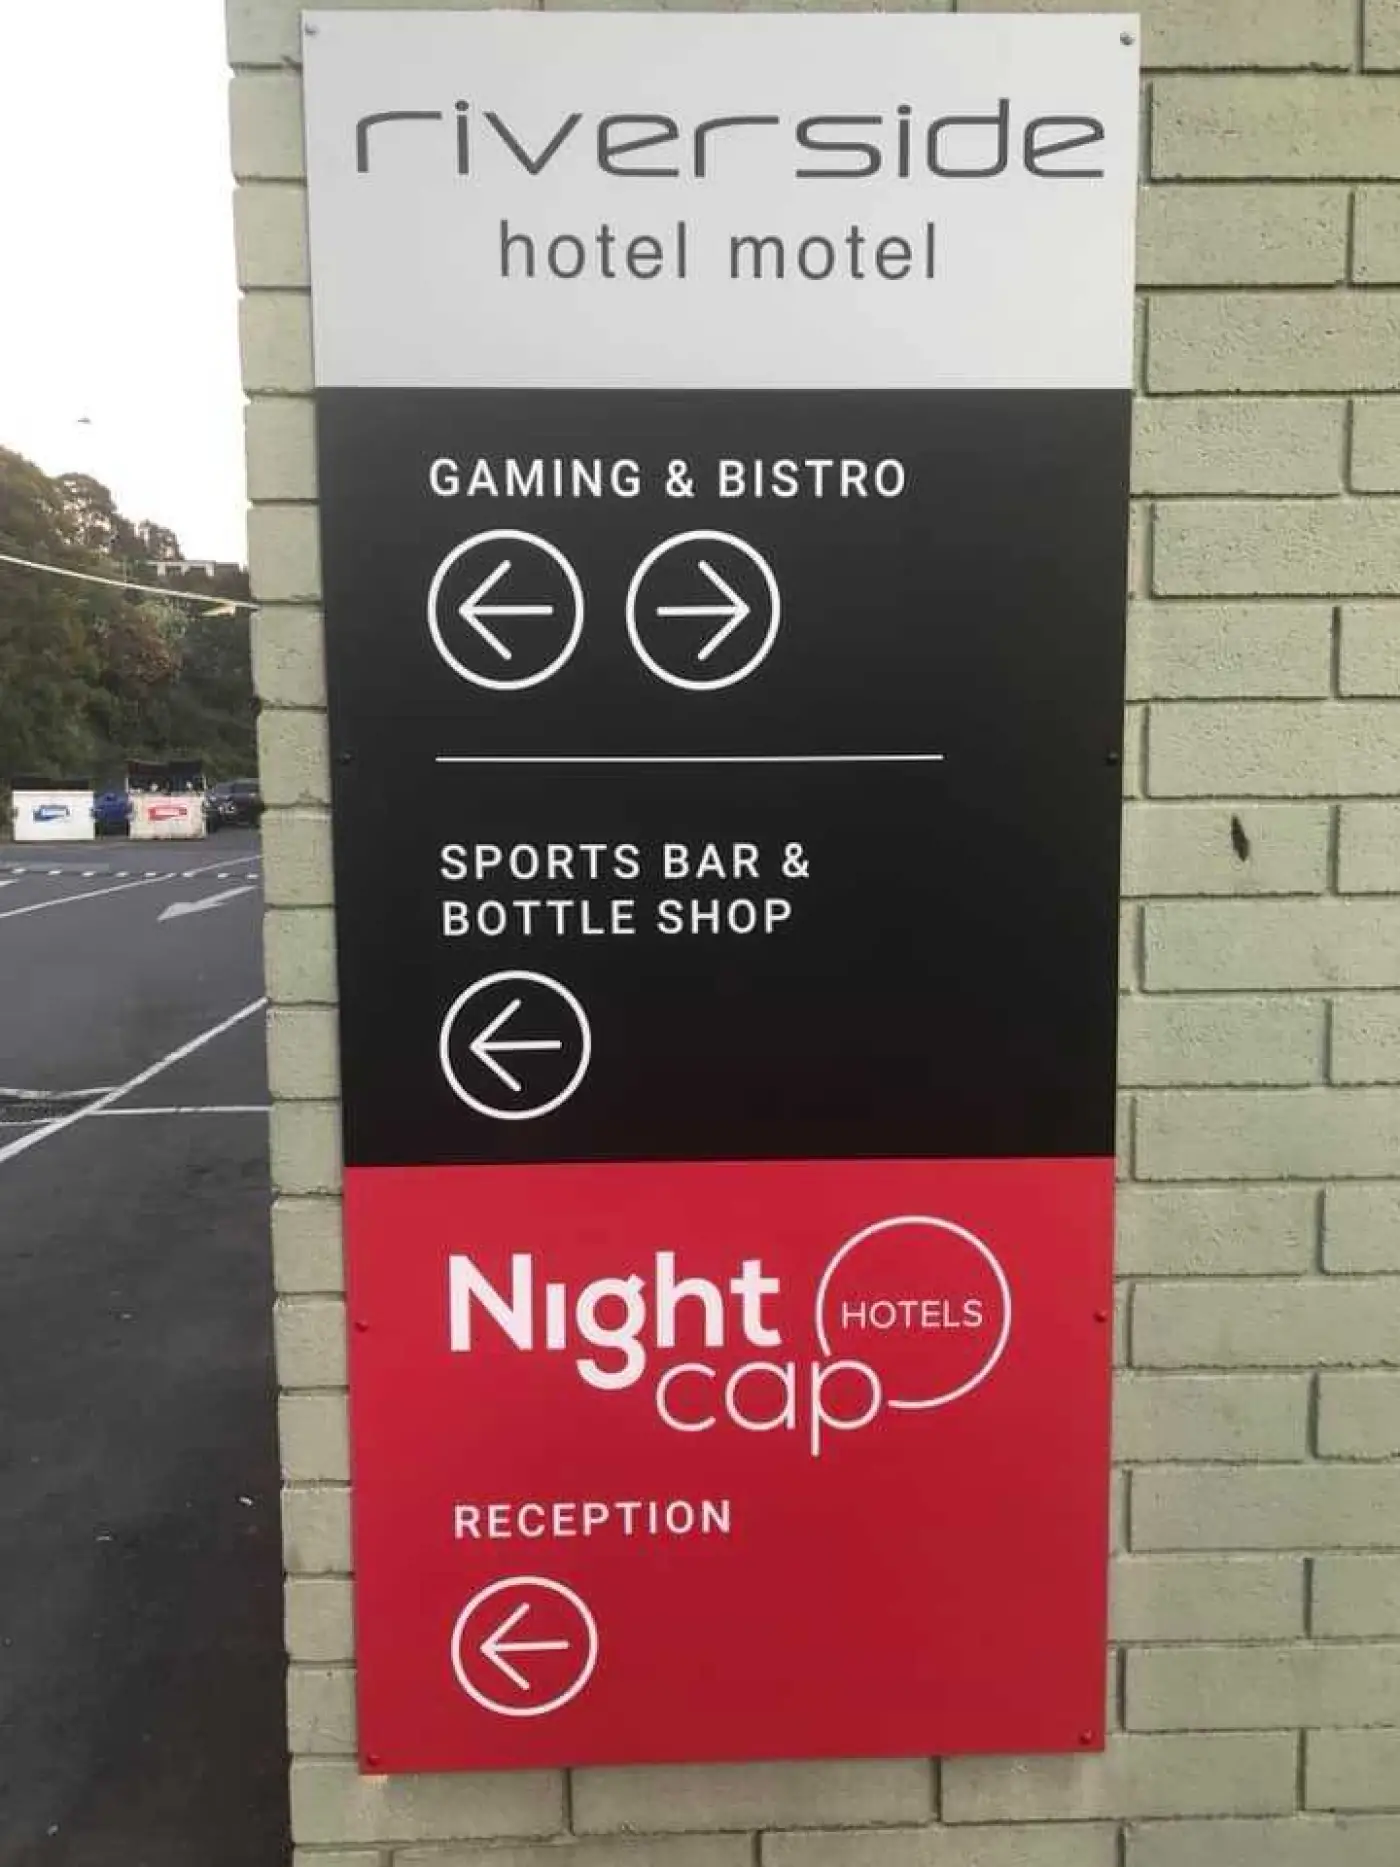 riverside
hotel motel
GAMING & BISTRO
SPORTS BAR &
BOTTLE SHOP
Night
cap
HOTELS
RECEPTION